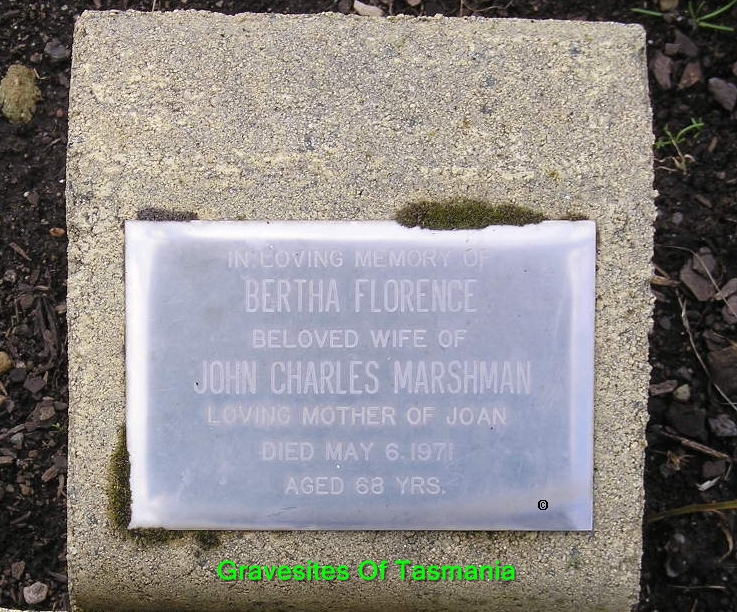 IN LOVING MEMORY OF
BERTHA FLORENCE
BELOVED WIFE OF
JOHN CHARLES MARSHMAN
LOVING MOTHER OF JOAN
DIED MAY 6. 1971
AGED 68 YRS.
©
Gravesites Of Tasmania